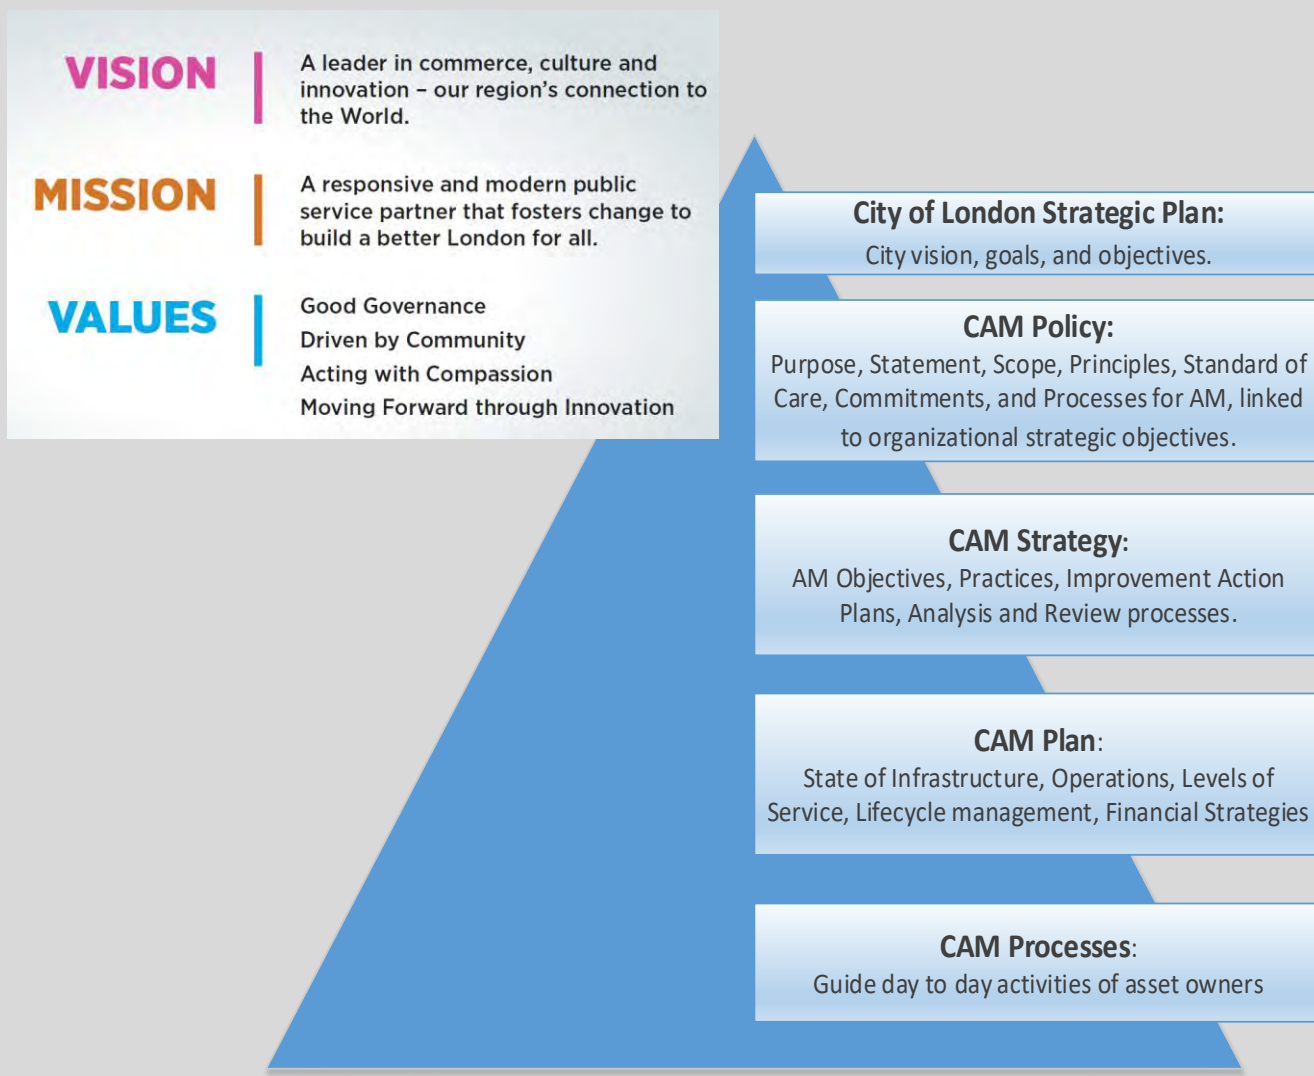 VISION
A leader in commerce, culture and
innovation – our region's connection to
the World.
MISSION
A responsive and modern public
service partner that fosters change to
build a better London for all.
VALUES
Good Governance
Driven by Community
Acting with Compassion
Moving Forward through Innovation
City of London Strategic Plan:
City vision, goals, and objectives.
CAM Policy:
Purpose, Statement, Scope, Principles, Standard of
Care, Commitments, and Processes for AM, linked
to organizational strategic objectives.
CAM Strategy:
AM Objectives, Practices, Improvement Action
Plans, Analysis and Review processes.
CAM Plan:
State of Infrastructure, Operations, Levels of
Service, Lifecycle management, Financial Strategies
CAM Processes:
Guide day to day activities of asset owners